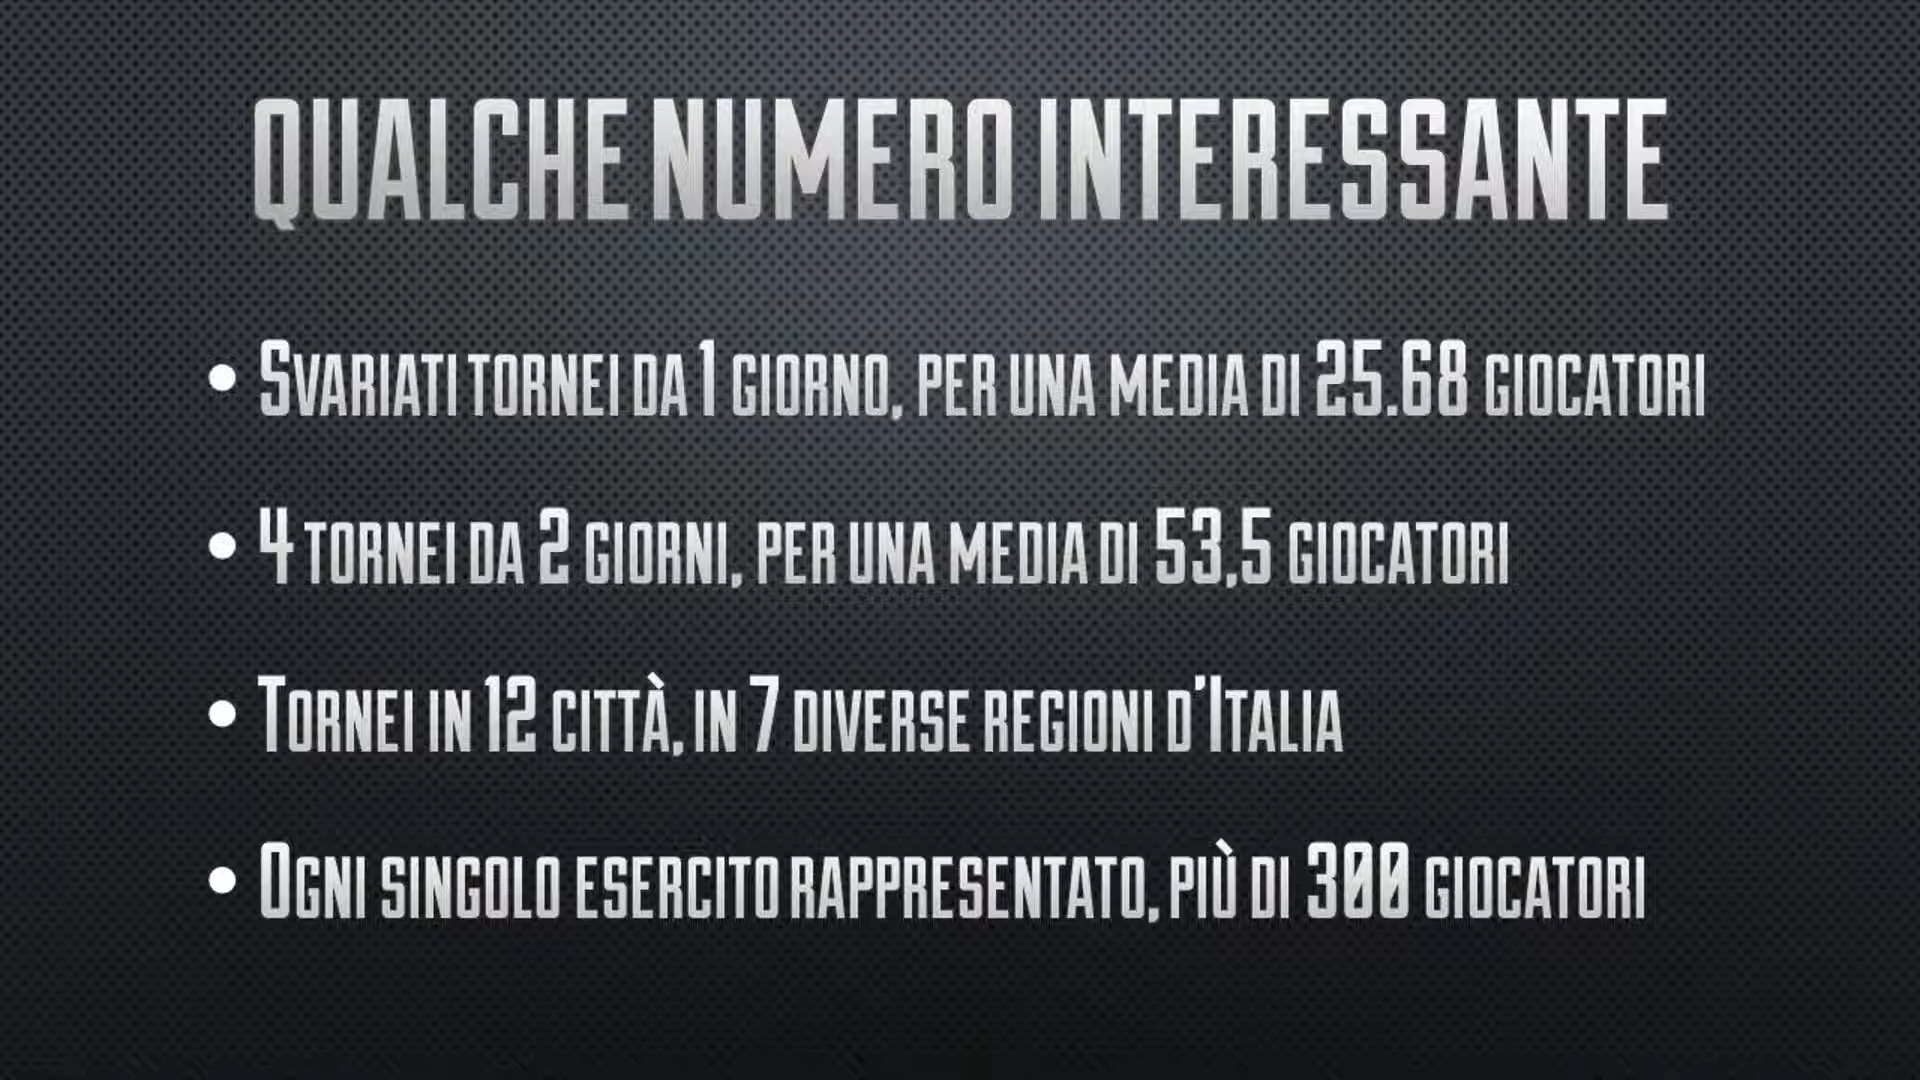 QUALCHE NUMERO INTERESSANTE
• SVARIATI TORNEI DA 1 GIORNO, PER UNA MEDIA DI 25.68 GIOCATORI
• 4 TORNEI DA 2 GIORNI, PER UNA MEDIA DI 53,5 GIOCATORI
• TORNEI IN 12 CITTÀ, IN 7 DIVERSE REGIONI D'ITALIA
• OGNI SINGOLO ESERCITO RAPPRESENTATO, PIÙ DI 300 GIOCATORI